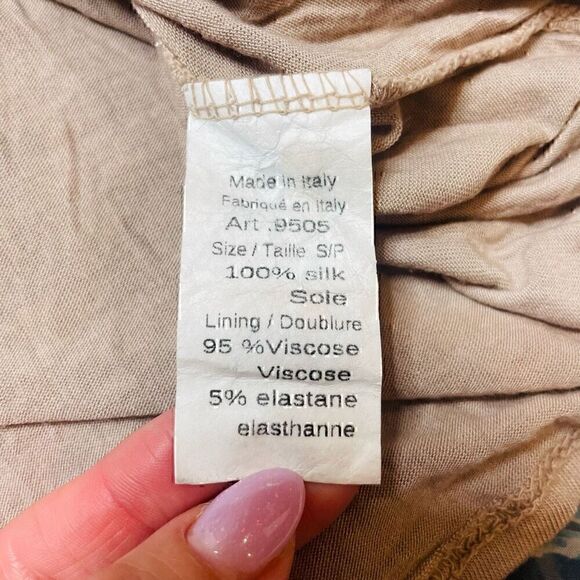 Made in Italy
Fabriqué en Italy
Art .9505
Size / Taille S/P
100% silk
Soie
Lining / Doublure
95 %Viscose
Viscose
5% elastane
elasthanne